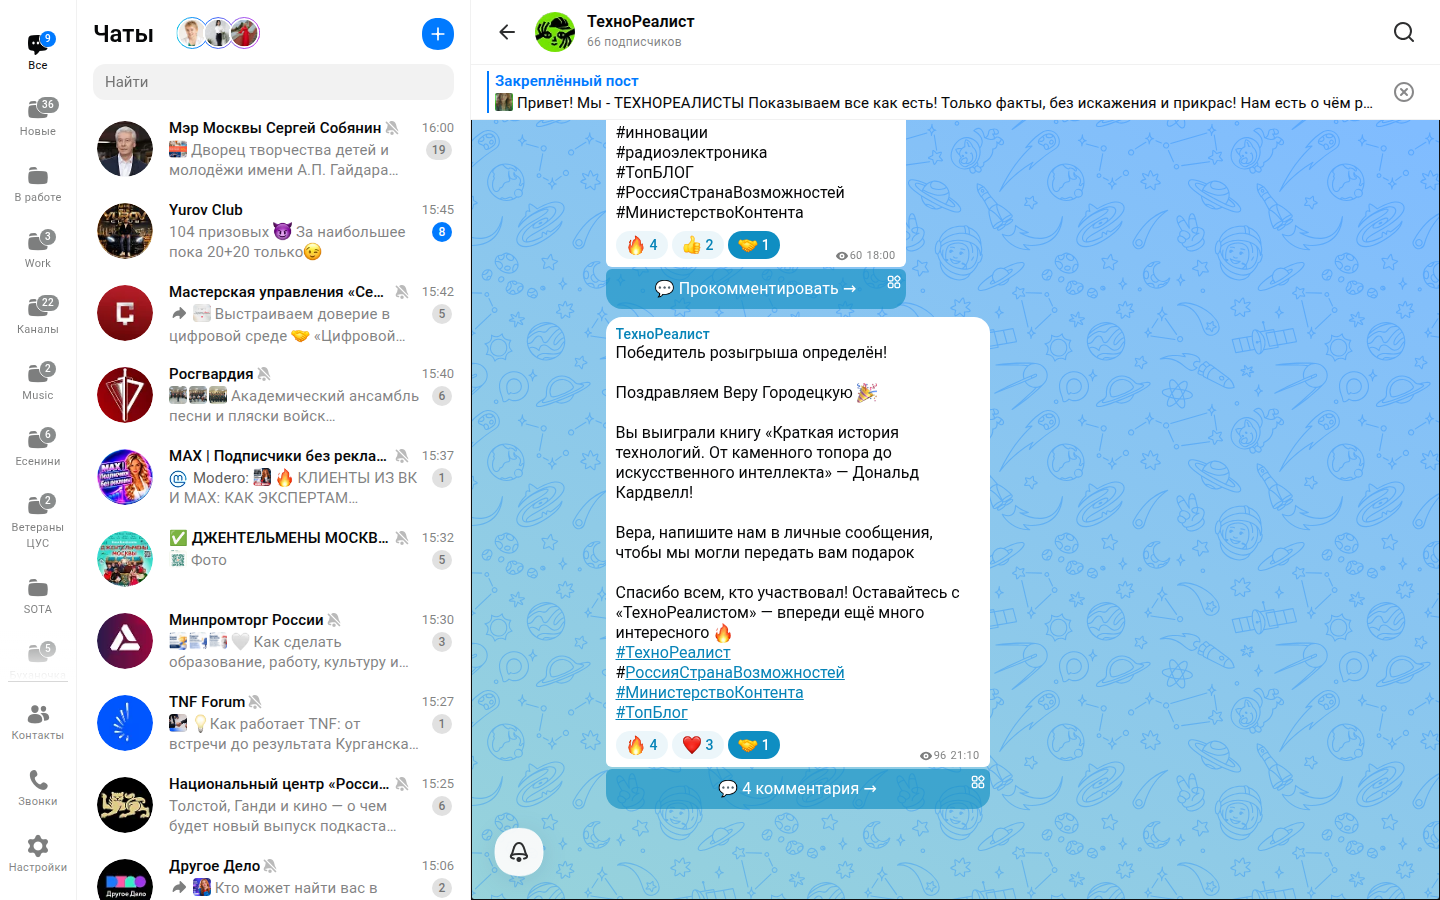 9
Все
36
Новые
В работе
3
Work
22
Каналы
2
Music
6
Есенини
2
Ветераны
ЦУС
SOTA
5
Контакты
Звонки
Настройки
Чаты
Найти
Мэр Москвы Сергей Собянин 16:00
Дворец творчества детей и 19
молодёжи имени А.П. Гайдара…
Yurov Club 15:45
104 призовых 😈 За наибольшее 8
пока 20+20 только😉
Мастерская управления «Се… 15:42
Выстраиваем доверие в 5
цифровой среде 🤝 «Цифровой…
Росгвардия 15:40
Академический ансамбль 6
песни и пляски войск…
MAX | Подписчики без рекла… 15:37
Modero: 🔥 КЛИЕНТЫ ИЗ ВК 1
И MAX: КАК ЭКСПЕРТАМ…
✅ ДЖЕНТЕЛЬМЕНЫ МОСКВ… 15:32
Фото 5
Минпромторг России 15:30
🤍 Как сделать 3
образование, работу, культуру и…
TNF Forum 15:27
💡Как работает TNF: от 1
встречи до результата Курганска…
Национальный центр «Росси… 15:25
Толстой, Ганди и кино — о чем 6
будет новый выпуск подкаста…
Другое Дело 15:06
Кто может найти вас в 2
Другое Дело
ТехноРеалист
66 подписчиков
Закреплённый пост
Привет! Мы - ТЕХНОРЕАЛИСТЫ Показываем все как есть! Только факты, без искажения и прикрас! Нам есть о чём р…
#инновации
#радиоэлектроника
#ТопБЛОГ
#РоссияСтранаВозможностей
#МинистерствоКонтента
🔥 4 👍 2 🤝 1
60 18:00
💬 Прокомментировать →
ТехноРеалист
Победитель розыгрыша определён!
Поздравляем Веру Городецкую 🎉
Вы выиграли книгу «Краткая история
технологий. От каменного топора до
искусственного интеллекта» — Дональд
Кардвелл!
Вера, напишите нам в личные сообщения,
чтобы мы могли передать вам подарок
Спасибо всем, кто участвовал! Оставайтесь с
«ТехноРеалистом» — впереди ещё много
интересного 🔥
#ТехноРеалист
#РоссияСтранаВозможностей
#МинистерствоКонтента
#ТопБлог
🔥 4 ❤️ 3 🤝 1
96 21:10
💬 4 комментария →